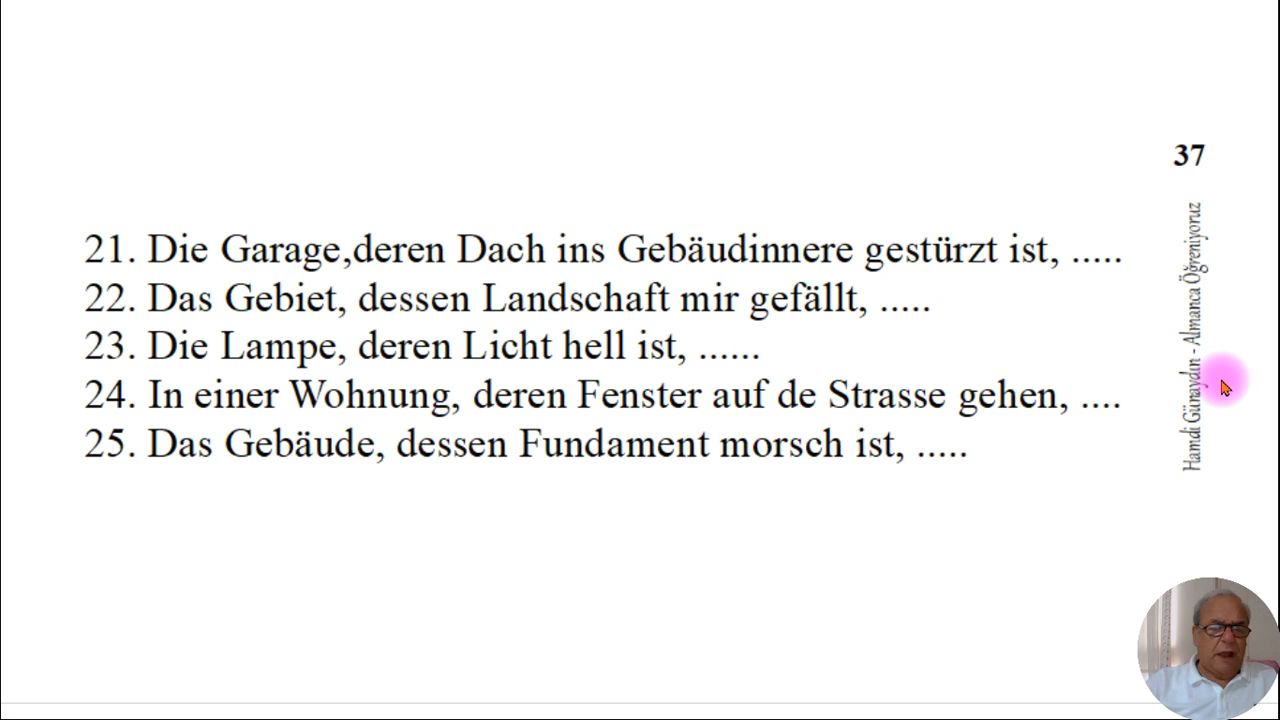 37
21. Die Garage,deren Dach ins Gebäudinnere gestürzt ist, .....
22. Das Gebiet, dessen Landschaft mir gefällt, .....
23. Die Lampe, deren Licht hell ist, ......
24. In einer Wohnung, deren Fenster auf de Strasse gehen, ....
25. Das Gebäude, dessen Fundament morsch ist, .....
Hamdi Günaydın - Almanca Öğreniyoruz